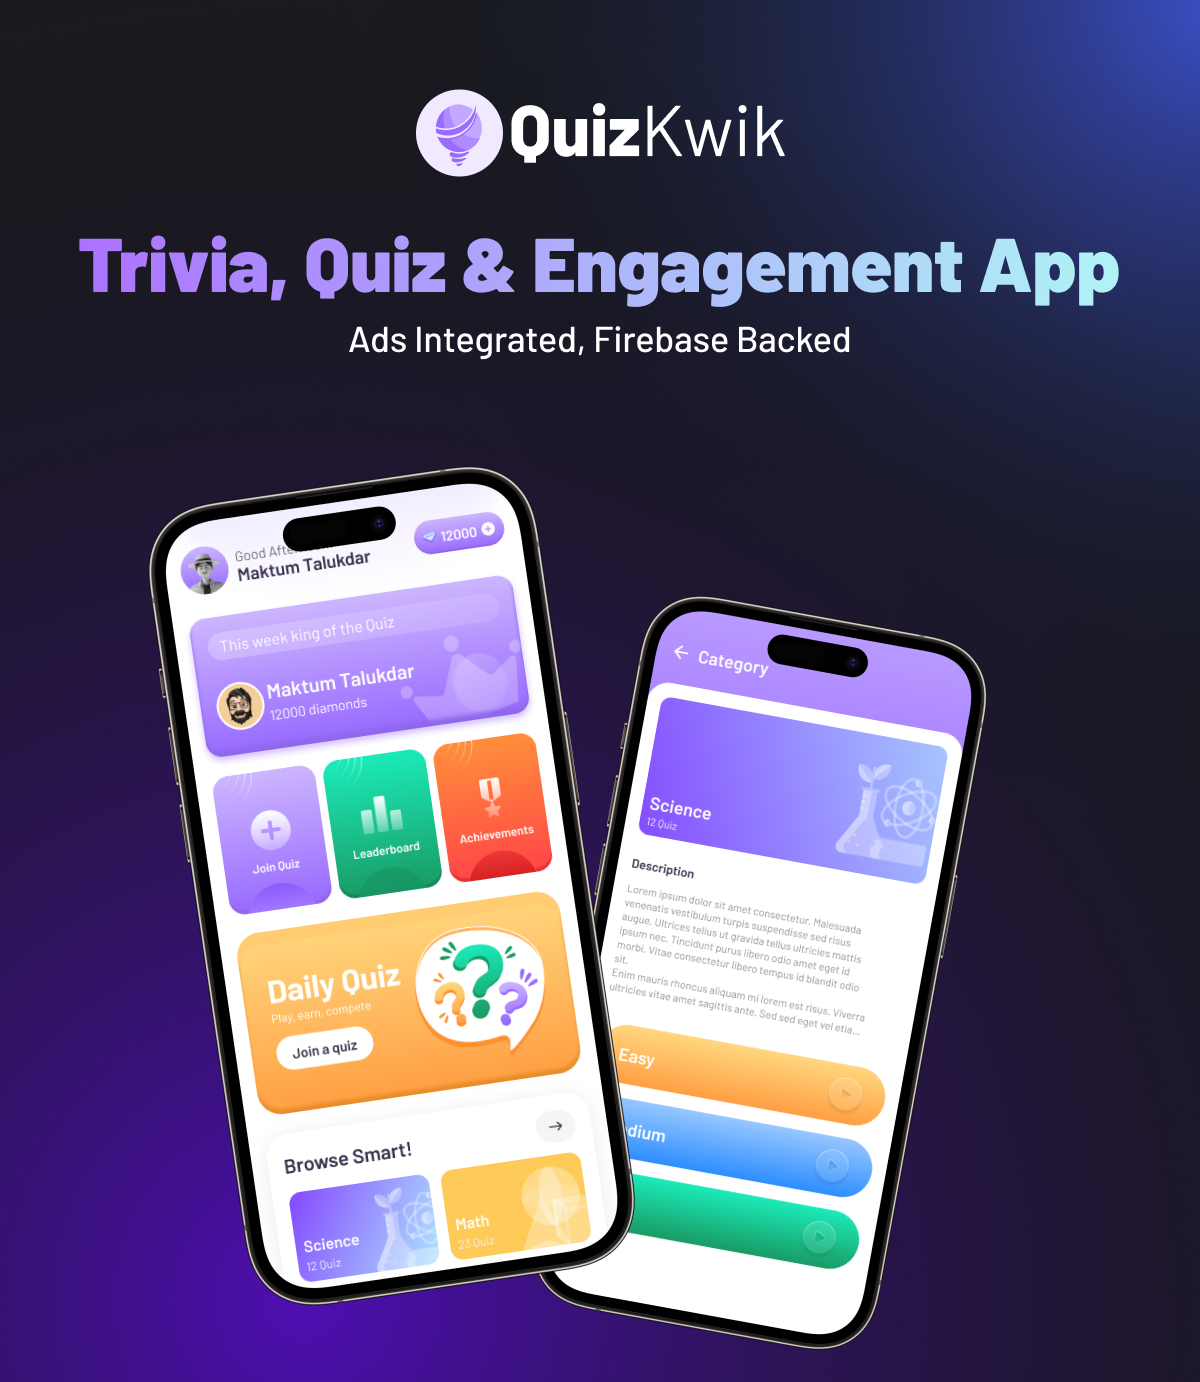 QuizKwik
Trivia, Quiz & Engagement App
Ads Integrated, Firebase Backed
Good
12000
Maktum Talukdar
This week king of the Quiz
Maktum Talukdar
12000 diamonds
Join Quiz
Leaderboard
Achievements
Daily Quiz
Play, earn, compete
Join a quiz
Browse Smart!
Science
12 Quiz
Math
23 Quiz
Category
Science
12 Quiz
Description
Lorem ipsum dolor sit amet consectetur. Malesuada
venenatis vestibulum turpis suspendisse sed risus
augue. Ultrices tellus ut gravida tellus ultricies mattis
ipsum nec. Tincidunt purus libero odio amet eget id
morbi. Vitae consectetur libero tempus id blandit odio
sit.
Enim mauris rhoncus aliquam mi lorem est risus. Viverra
ultricies vitae amet sagittis ante. Sed sed eget vel etia...
Easy
dium